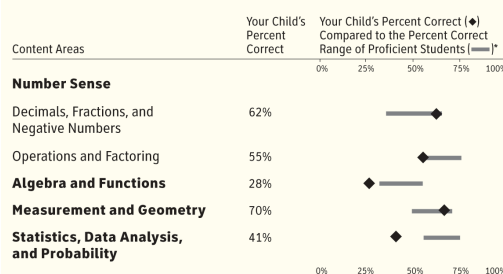 Your Child's
Percent
Correct
Your Child's Percent Correct (◆)
Compared to the Percent Correct
Range of Proficient Students (▬)*
Content Areas
0% 25% 50% 75% 100%
Number Sense
Decimals, Fractions, and
Negative Numbers
62%
Operations and Factoring 55%
Algebra and Functions 28%
Measurement and Geometry 70%
Statistics, Data Analysis,
and Probability
41%
0% 25% 50% 75% 100%